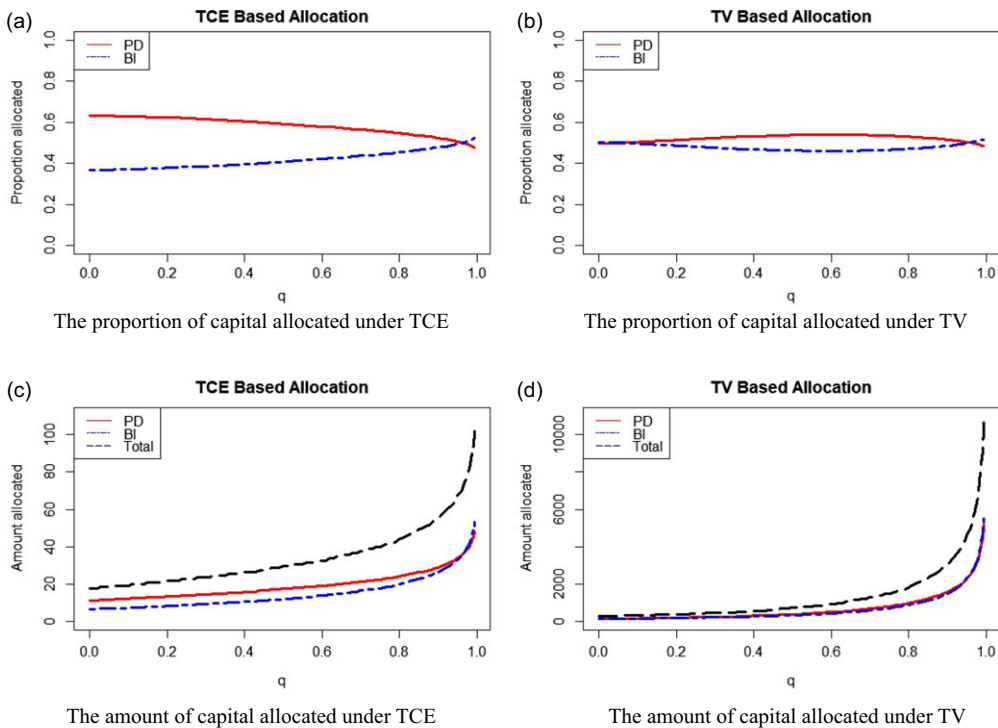 (a)
TCE Based Allocation
PD
BI
Proportion allocated
0.0 0.2 0.4 0.6 0.8 1.0
0.0 0.2 0.4 0.6 0.8 1.0
q
The proportion of capital allocated under TCE
(b)
TV Based Allocation
PD
BI
Proportion allocated
0.0 0.2 0.4 0.6 0.8 1.0
0.0 0.2 0.4 0.6 0.8 1.0
q
The proportion of capital allocated under TV
(c)
TCE Based Allocation
PD
BI
Total
Amount allocated
0 20 40 60 80 100
0.0 0.2 0.4 0.6 0.8 1.0
q
The amount of capital allocated under TCE
(d)
TV Based Allocation
PD
BI
Total
Amount allocated
0 2000 6000 10000
0.0 0.2 0.4 0.6 0.8 1.0
q
The amount of capital allocated under TV